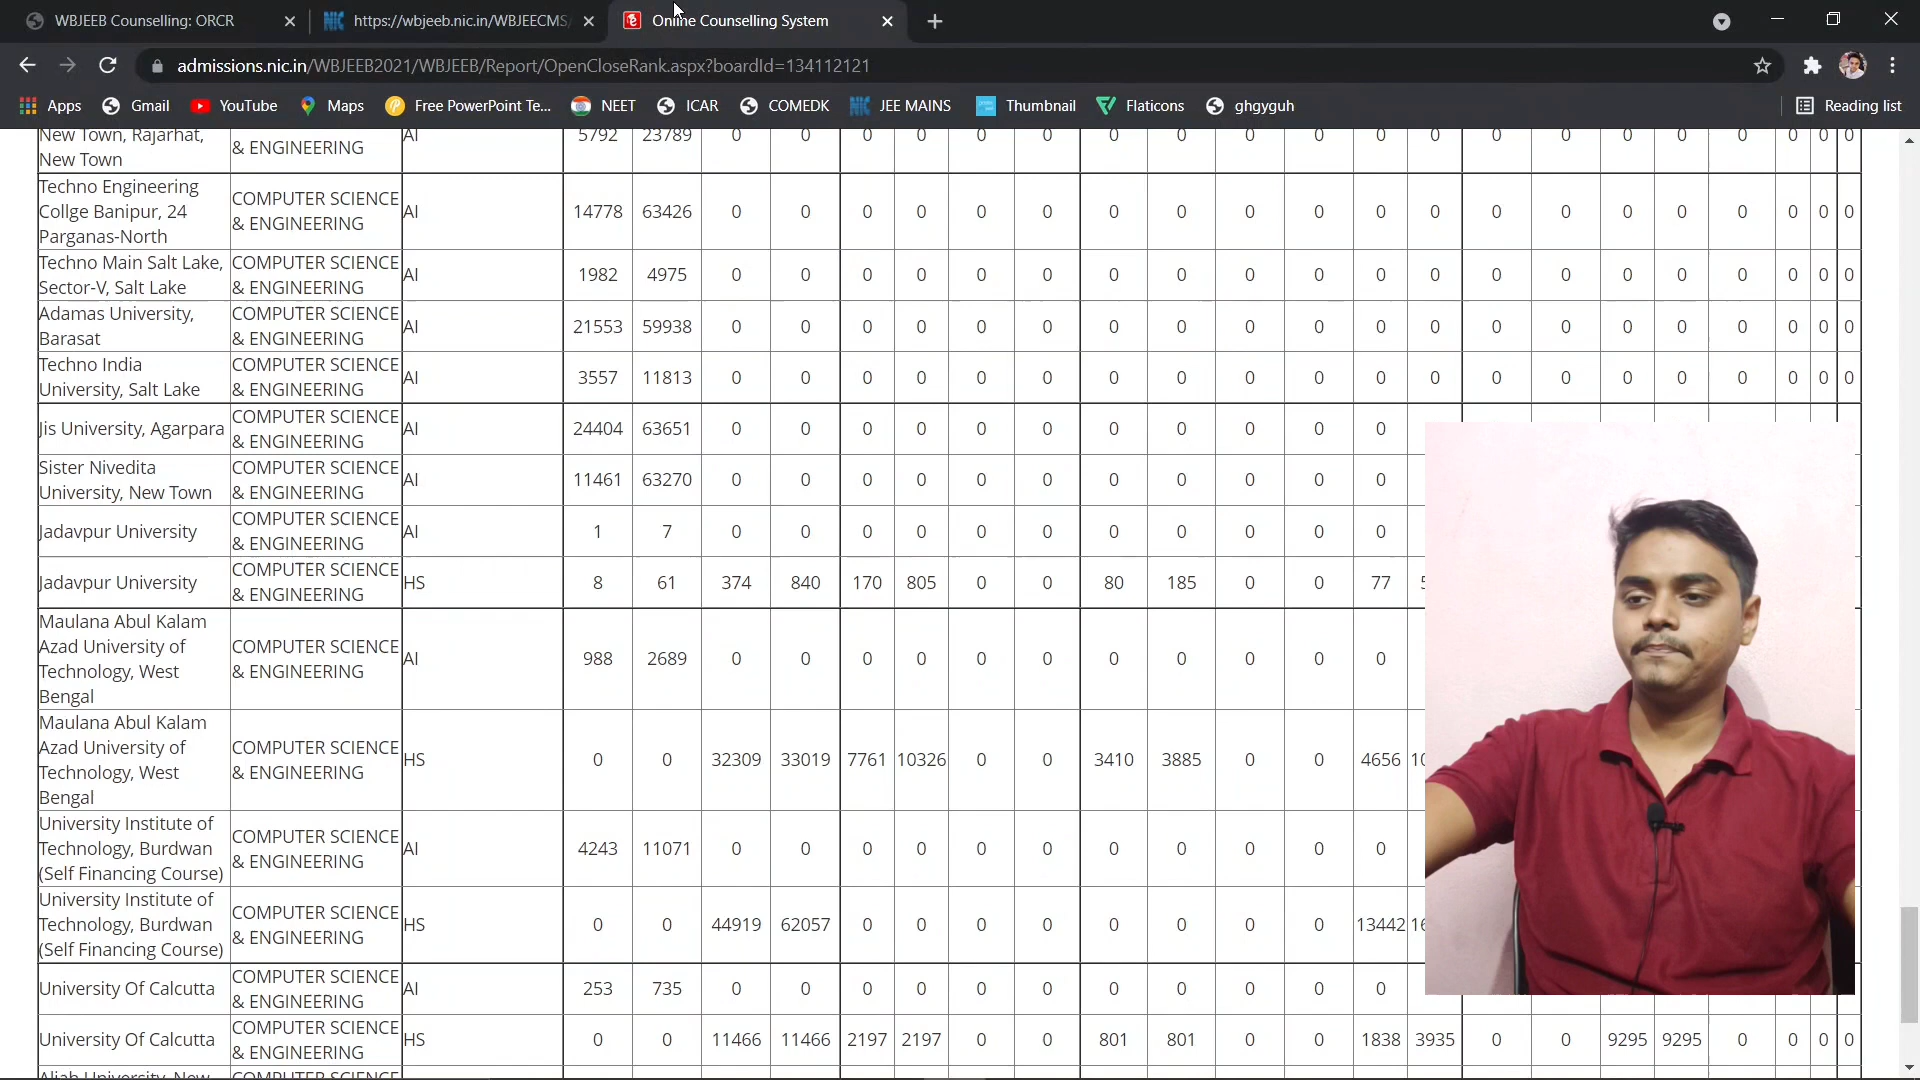 WBJEEB Counselling: ORCR
https://wbjeeb.nic.in/WBJEECMS/
Online Counselling System
admissions.nic.in/WBJEEB2021/WBJEEB/Report/OpenCloseRank.aspx?boardId=134112121
Apps Gmail YouTube Maps Free PowerPoint Te... NEET ICAR COMEDK JEE MAINS Thumbnail Flaticons ghgyguh Reading list
New Town, Rajarhat,
New Town
& ENGINEERING
AI 5792 23789 0 0 0 0 0 0 0 0 0 0 0 0 0 0 0 0 0 0 0 0
Techno Engineering
Collge Banipur, 24
Parganas-North
COMPUTER SCIENCE
& ENGINEERING
AI 14778 63426 0 0 0 0 0 0 0 0 0 0 0 0 0 0 0 0 0 0 0 0
Techno Main Salt Lake,
Sector-V, Salt Lake
COMPUTER SCIENCE
& ENGINEERING
AI 1982 4975 0 0 0 0 0 0 0 0 0 0 0 0 0 0 0 0 0 0 0 0
Adamas University,
Barasat
COMPUTER SCIENCE
& ENGINEERING
AI 21553 59938 0 0 0 0 0 0 0 0 0 0 0 0 0 0 0 0 0 0 0 0
Techno India
University, Salt Lake
COMPUTER SCIENCE
& ENGINEERING
AI 3557 11813 0 0 0 0 0 0 0 0 0 0 0 0 0 0 0 0 0 0 0 0
Jis University, Agarpara
COMPUTER SCIENCE
& ENGINEERING
AI 24404 63651 0 0 0 0 0 0 0 0 0 0 0
Sister Nivedita
University, New Town
COMPUTER SCIENCE
& ENGINEERING
AI 11461 63270 0 0 0 0 0 0 0 0 0 0 0
Jadavpur University
COMPUTER SCIENCE
& ENGINEERING
AI 1 7 0 0 0 0 0 0 0 0 0 0 0
Jadavpur University
COMPUTER SCIENCE
& ENGINEERING
HS 8 61 374 840 170 805 0 0 80 185 0 0 77
Maulana Abul Kalam
Azad University of
Technology, West
Bengal
COMPUTER SCIENCE
& ENGINEERING
AI 988 2689 0 0 0 0 0 0 0 0 0 0 0
Maulana Abul Kalam
Azad University of
Technology, West
Bengal
COMPUTER SCIENCE
& ENGINEERING
HS 0 0 32309 33019 7761 10326 0 0 3410 3885 0 0 4656
University Institute of
Technology, Burdwan
(Self Financing Course)
COMPUTER SCIENCE
& ENGINEERING
AI 4243 11071 0 0 0 0 0 0 0 0 0 0 0
University Institute of
Technology, Burdwan
(Self Financing Course)
COMPUTER SCIENCE
& ENGINEERING
HS 0 0 44919 62057 0 0 0 0 0 0 0 0 13442
University Of Calcutta
COMPUTER SCIENCE
& ENGINEERING
AI 253 735 0 0 0 0 0 0 0 0 0 0 0
University Of Calcutta
COMPUTER SCIENCE
& ENGINEERING
HS 0 0 11466 11466 2197 2197 0 0 801 801 0 0 1838 3935 0 0 9295 9295 0 0 0 0
Aliah University, New
COMPUTER SCIENCE